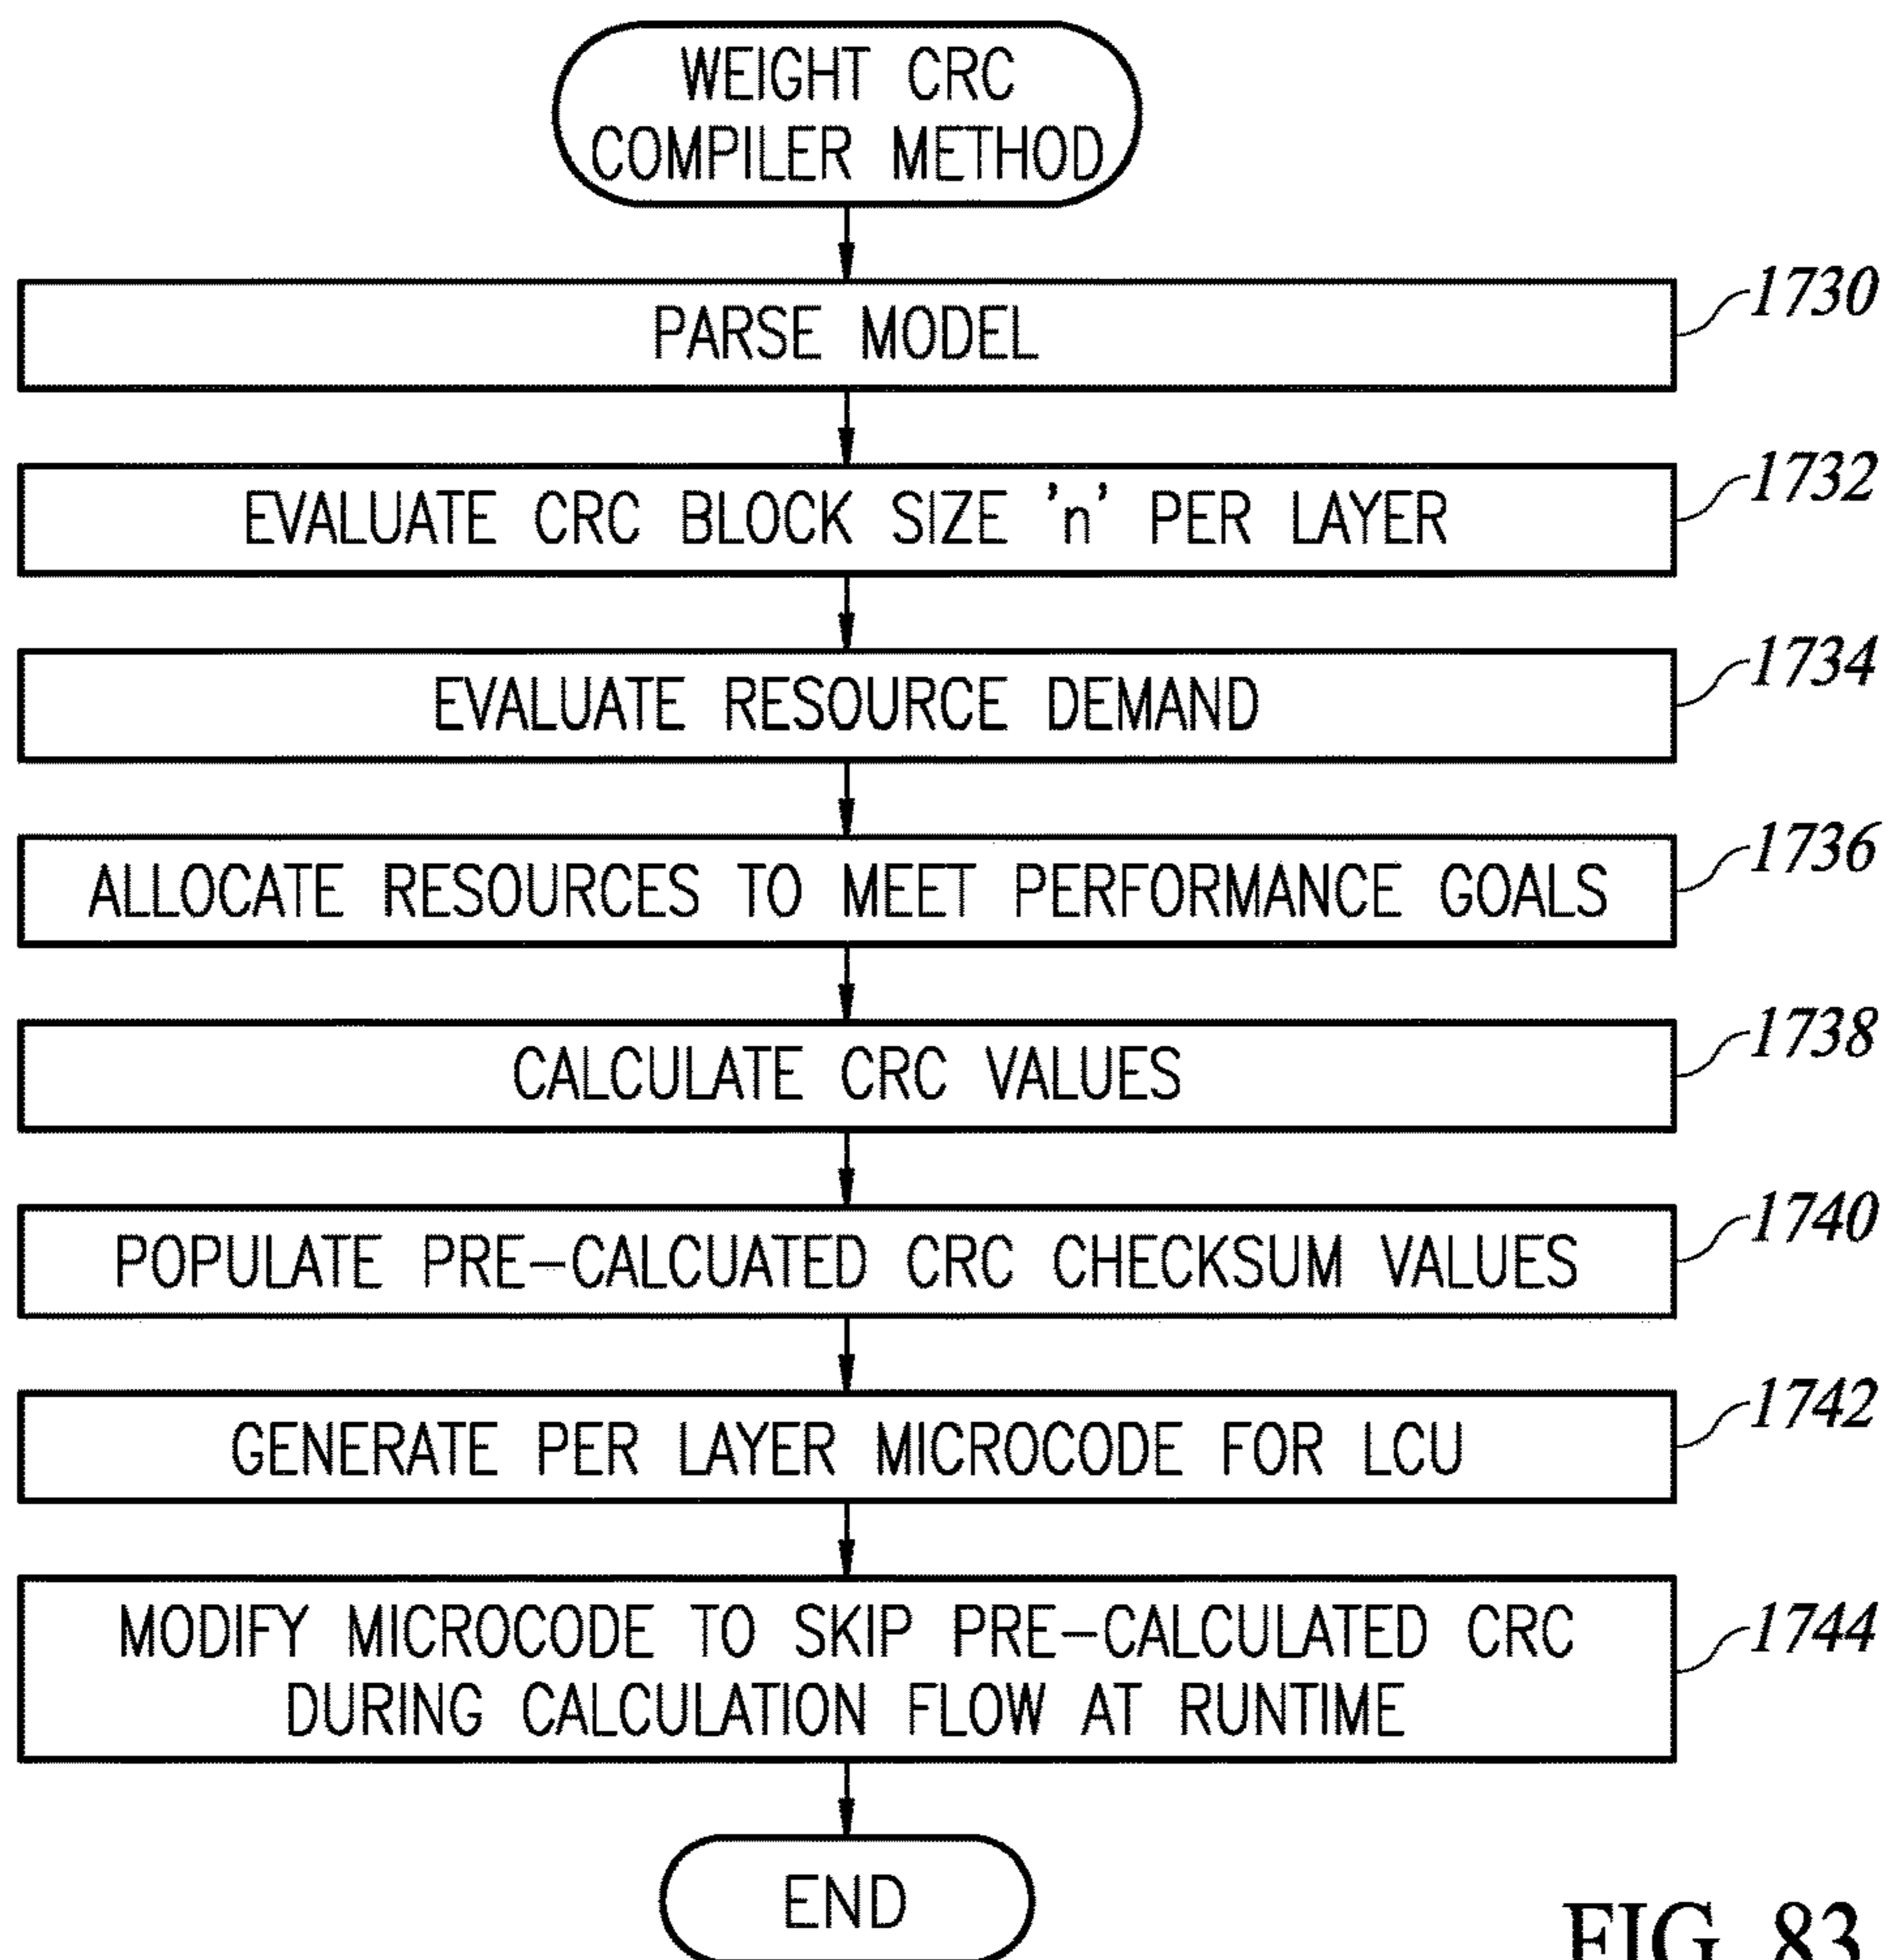 WEIGHT CRC
COMPILER METHOD
PARSE MODEL
1730
EVALUATE CRC BLOCK SIZE 'n' PER LAYER
1732
EVALUATE RESOURCE DEMAND
1734
ALLOCATE RESOURCES TO MEET PERFORMANCE GOALS
1736
CALCULATE CRC VALUES
1738
POPULATE PRE-CALCUATED CRC CHECKSUM VALUES
1740
GENERATE PER LAYER MICROCODE FOR LCU
1742
MODIFY MICROCODE TO SKIP PRE-CALCULATED CRC
DURING CALCULATION FLOW AT RUNTIME
1744
END
FIG. 83